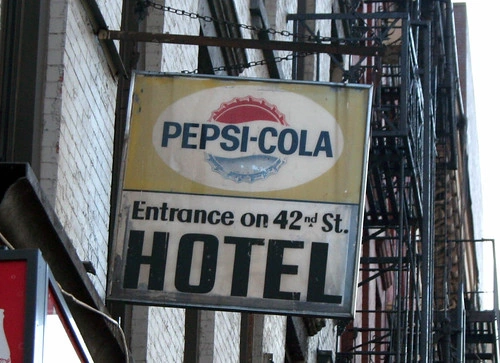 PEPSI-COLA
Entrance on 42nd St.
HOTEL